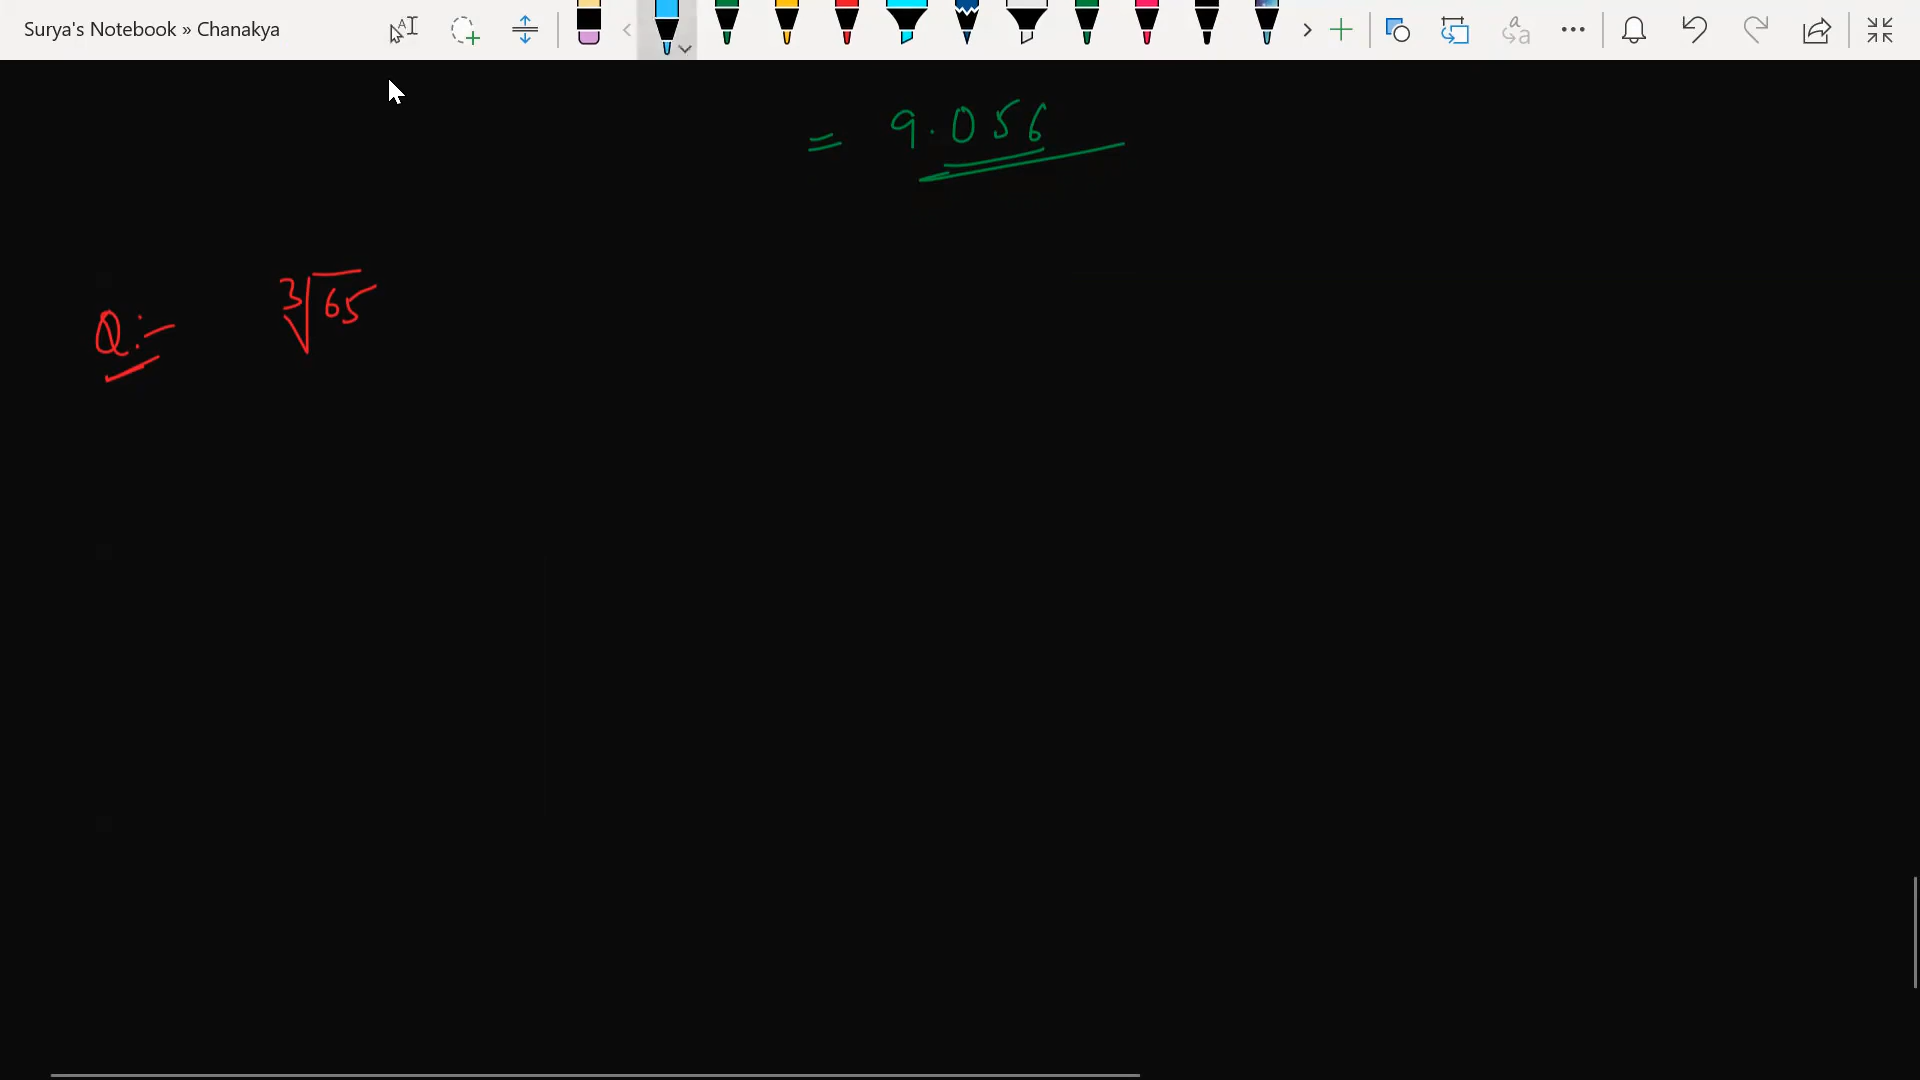 Surya's Notebook » Chanakya
= 9.056
Q:- ∛65